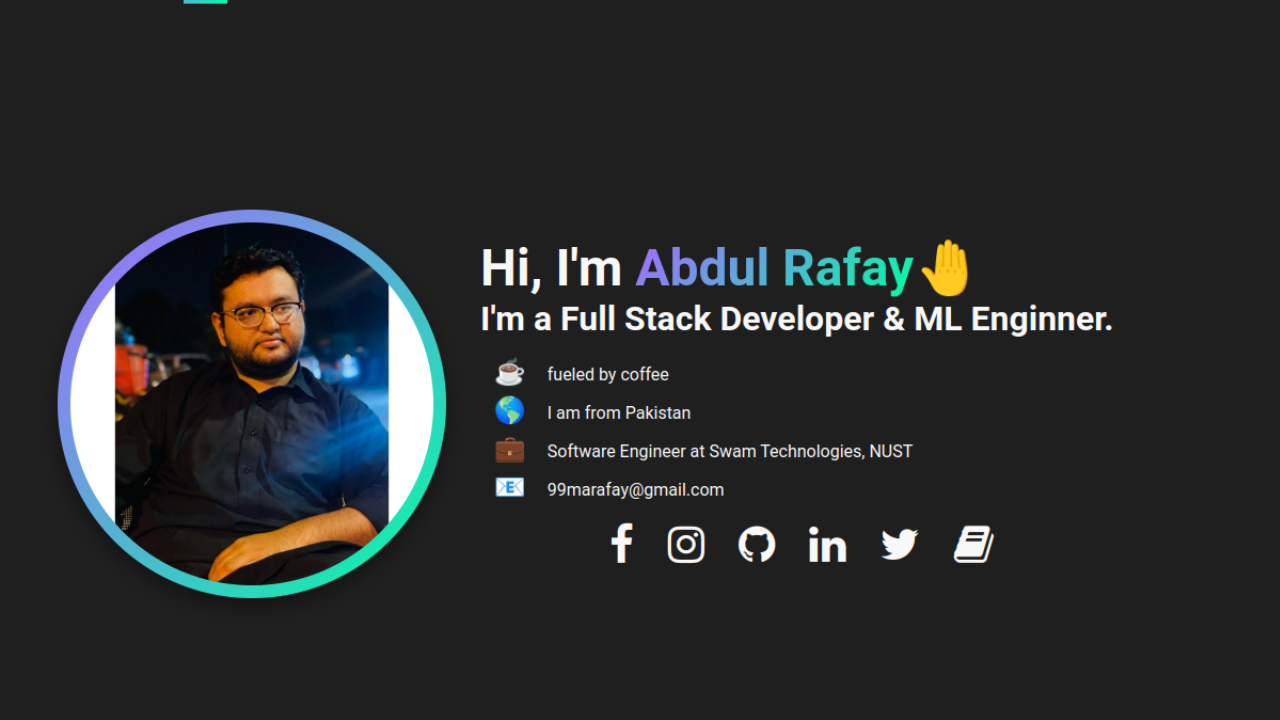 Hi, I'm Abdul Rafay🤚
I'm a Full Stack Developer & ML Enginner.
fueled by coffee
I am from Pakistan
Software Engineer at Swam Technologies, NUST
99marafay@gmail.com